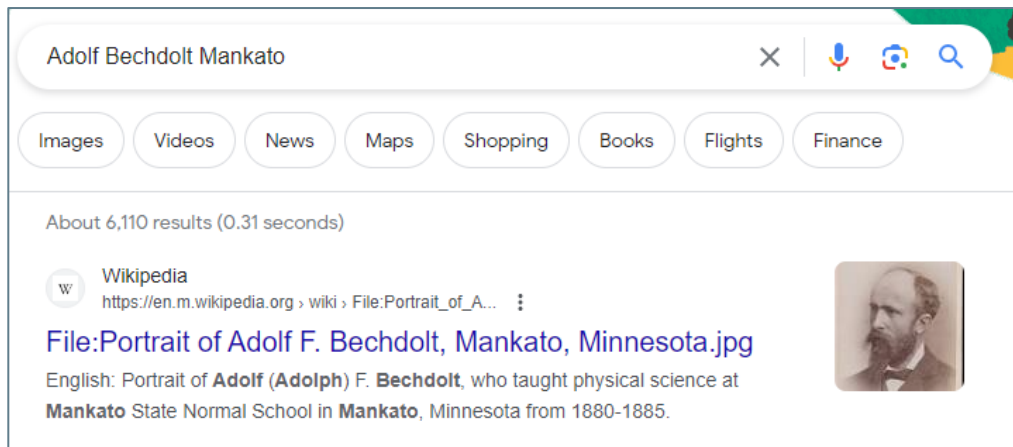 Adolf Bechdolt Mankato
Images Videos News Maps Shopping Books Flights Finance
About 6,110 results (0.31 seconds)
W Wikipedia
https://en.m.wikipedia.org › wiki › File:Portrait_of_A...
File:Portrait of Adolf F. Bechdolt, Mankato, Minnesota.jpg
English: Portrait of Adolf (Adolph) F. Bechdolt, who taught physical science at
Mankato State Normal School in Mankato, Minnesota from 1880-1885.